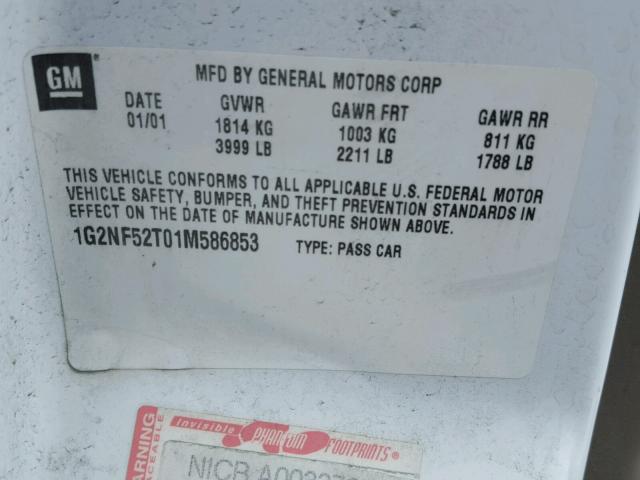 GM
MFD BY GENERAL MOTORS CORP
DATE GVWR GAWR FRT GAWR RR
01/01 1814 KG 1003 KG 811 KG
3999 LB 2211 LB 1788 LB
THIS VEHICLE CONFORMS TO ALL APPLICABLE U.S. FEDERAL MOTOR
VEHICLE SAFETY, BUMPER, AND THEFT PREVENTION STANDARDS IN
EFFECT ON THE DATE OF MANUFACTURE SHOWN ABOVE.
1G2NF52T01M586853 TYPE: PASS CAR
WARNING
Invisible PHANTOM FOOTPRINTS®
NICB